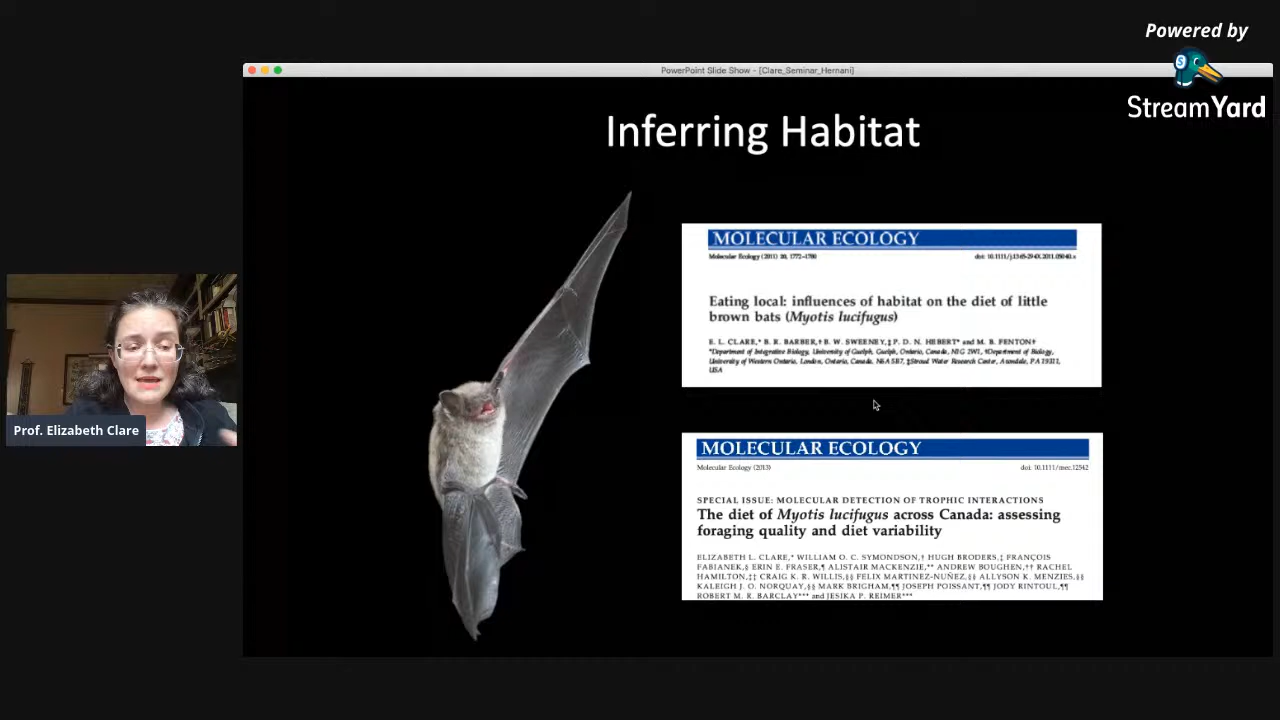 Powered by
StreamYard
PowerPoint Slide Show - [Clare_Seminar_Hernani]
Inferring Habitat
MOLECULAR ECOLOGY
Molecular Ecology (2011) 20, 1772–1780 doi: 10.1111/j.1365-294X.2011.05040.x
Eating local: influences of habitat on the diet of little
brown bats (Myotis lucifugus)
E. L. CLARE,* B. R. BARBER,† B. W. SWEENEY,‡ P. D. N. HEBERT* and M. B. FENTON†
*Department of Integrative Biology, University of Guelph, Guelph, Ontario, Canada, N1G 2W1, †Department of Biology,
University of Western Ontario, London, Ontario, Canada, N6A 5B7, ‡Stroud Water Research Center, Avondale, PA 19311,
USA
MOLECULAR ECOLOGY
Molecular Ecology (2013) doi: 10.1111/mec.12542
SPECIAL ISSUE: MOLECULAR DETECTION OF TROPHIC INTERACTIONS
The diet of Myotis lucifugus across Canada: assessing
foraging quality and diet variability
ELIZABETH L. CLARE,* WILLIAM O. C. SYMONDSON,† HUGH BRODERS,‡ FRANÇOIS
FABIANEK,§ ERIN E. FRASER,¶ ALISTAIR MACKENZIE,** ANDREW BOUGHEN,†† RACHEL
HAMILTON,‡‡ CRAIG K. R. WILLIS,§§ FELIX MARTINEZ-NUÑEZ,§§ ALLYSON K. MENZIES,§§
KALEIGH J. O. NORQUAY,§§ MARK BRIGHAM,¶¶ JOSEPH POISSANT,¶¶ JODY RINTOUL,¶¶
ROBERT M. R. BARCLAY*** and JESIKA P. REIMER***
Prof. Elizabeth Clare